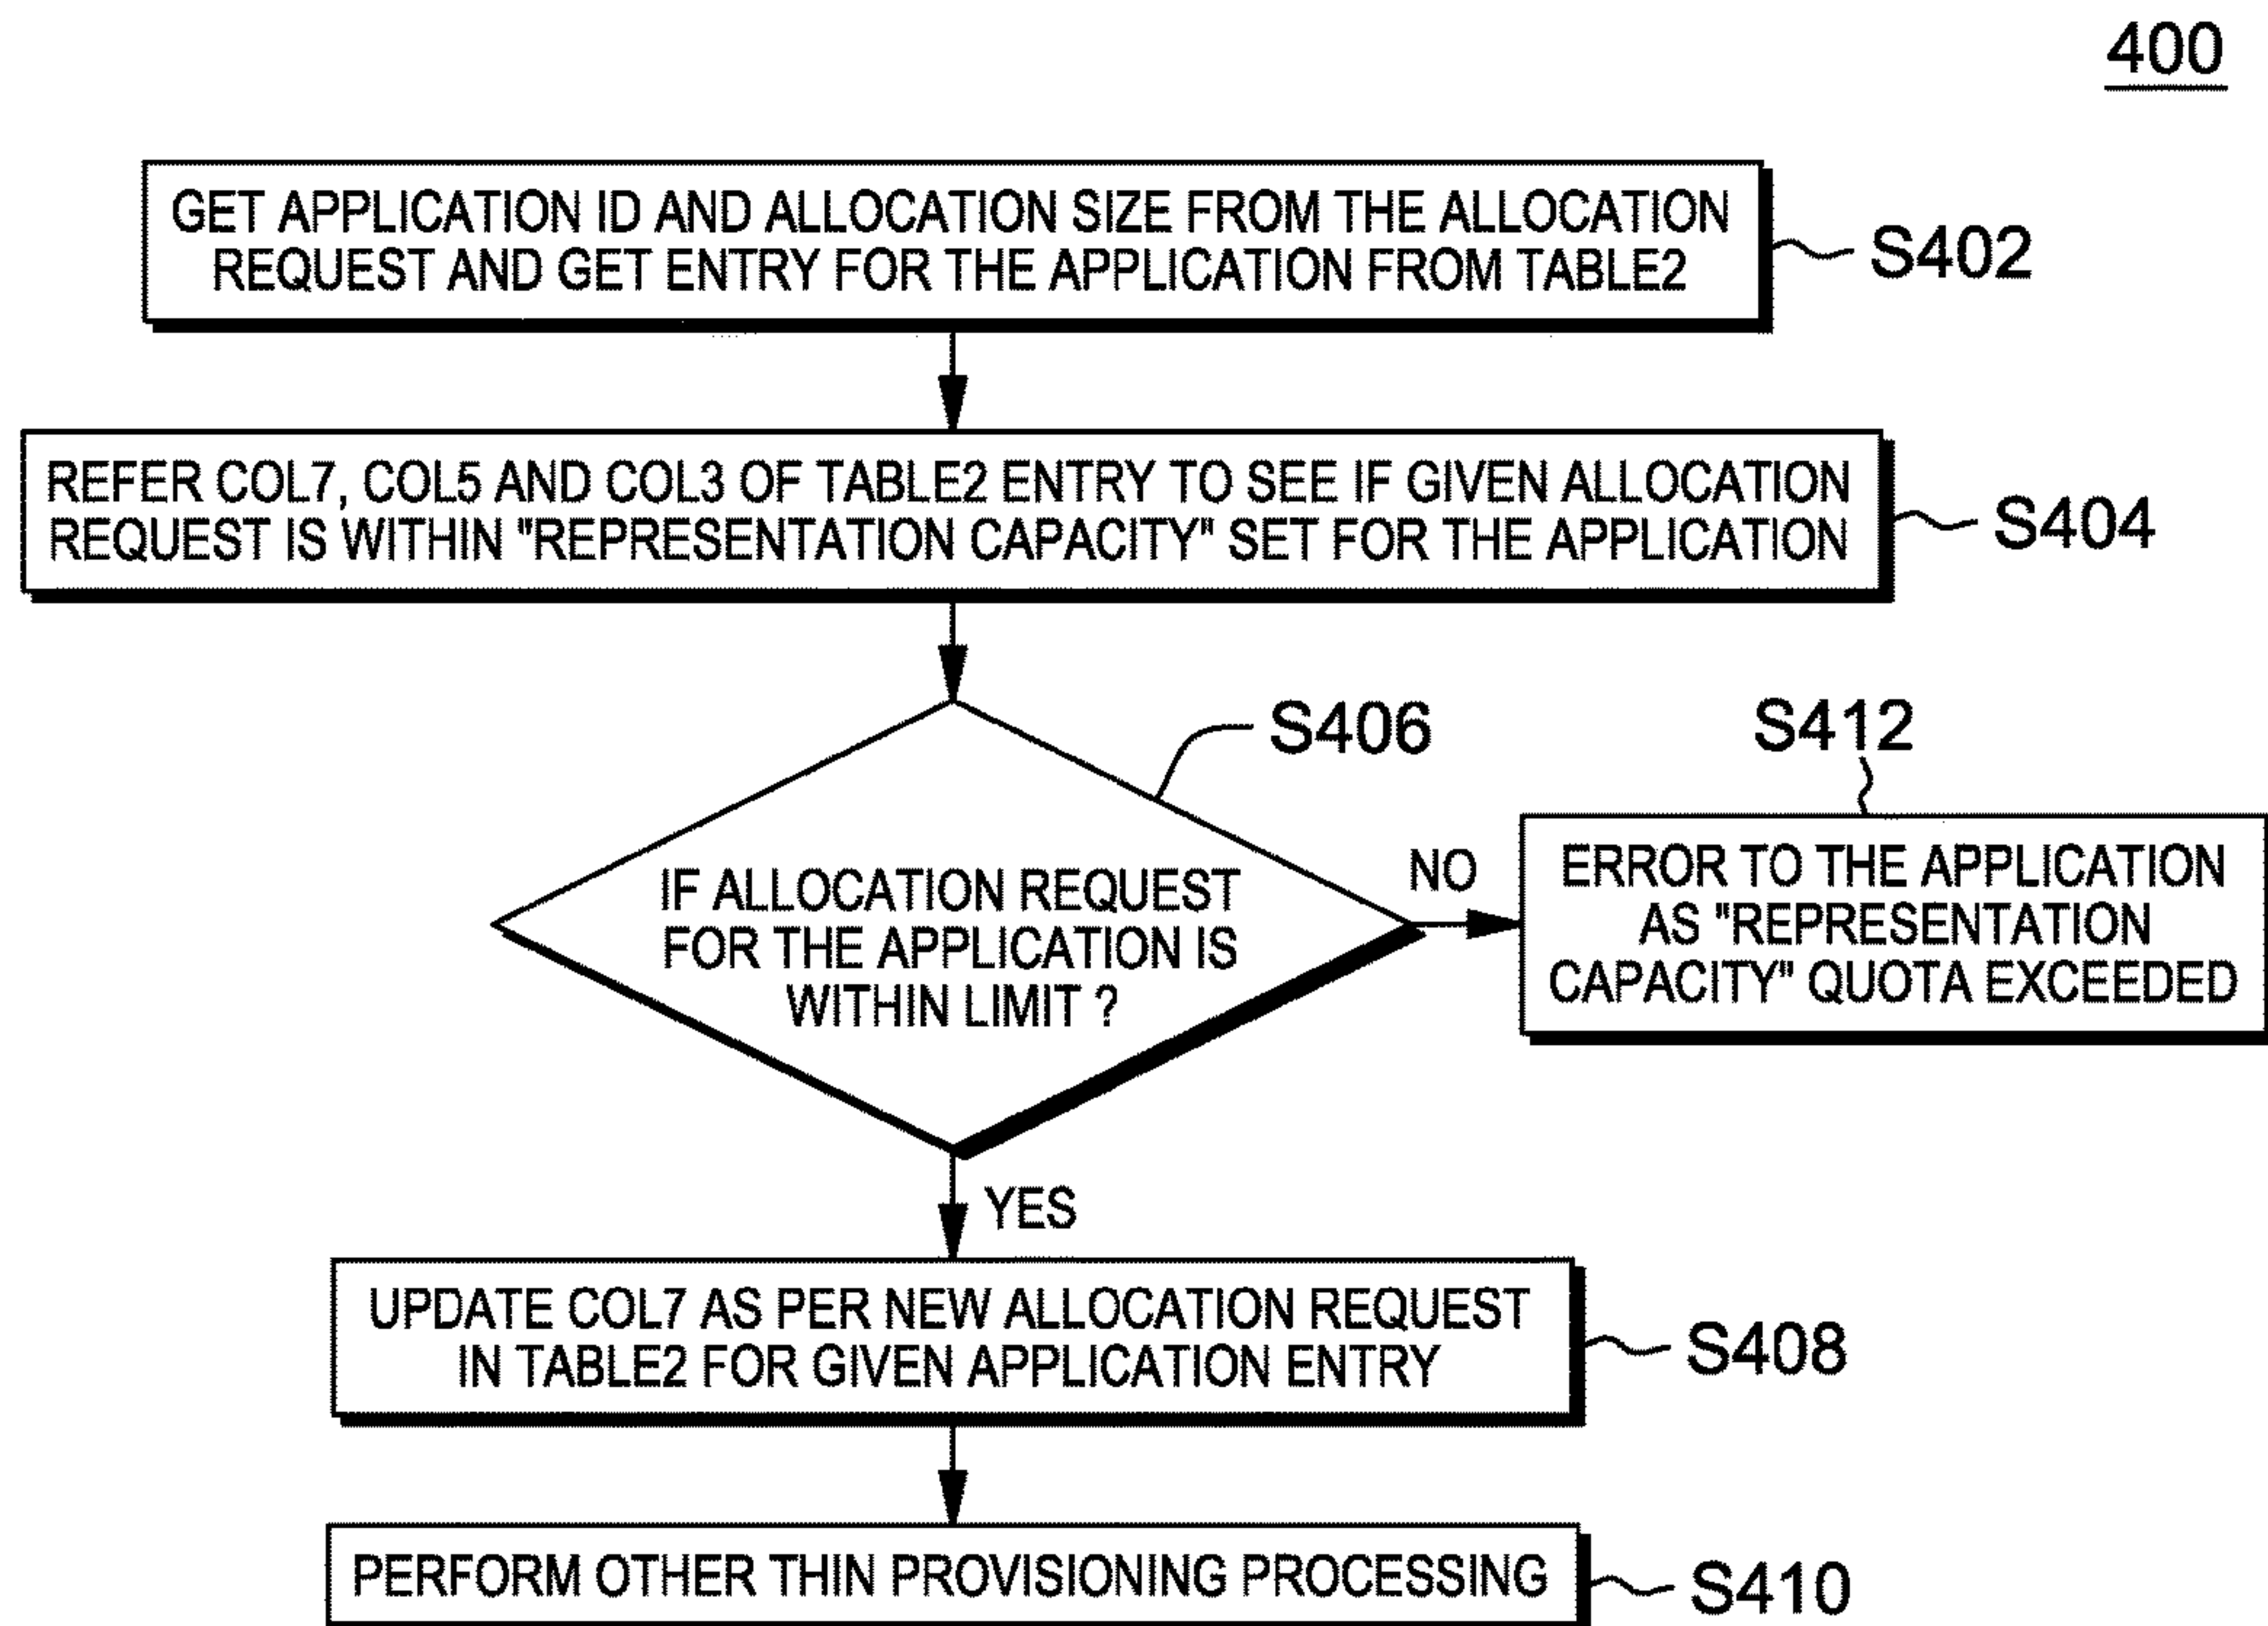 400
GET APPLICATION ID AND ALLOCATION SIZE FROM THE ALLOCATION
REQUEST AND GET ENTRY FOR THE APPLICATION FROM TABLE2
S402
REFER COL7, COL5 AND COL3 OF TABLE2 ENTRY TO SEE IF GIVEN ALLOCATION
REQUEST IS WITHIN "REPRESENTATION CAPACITY" SET FOR THE APPLICATION
S404
S406
IF ALLOCATION REQUEST
FOR THE APPLICATION IS
WITHIN LIMIT ?
NO
S412
ERROR TO THE APPLICATION
AS "REPRESENTATION
CAPACITY" QUOTA EXCEEDED
YES
UPDATE COL7 AS PER NEW ALLOCATION REQUEST
IN TABLE2 FOR GIVEN APPLICATION ENTRY
S408
PERFORM OTHER THIN PROVISIONING PROCESSING
S410